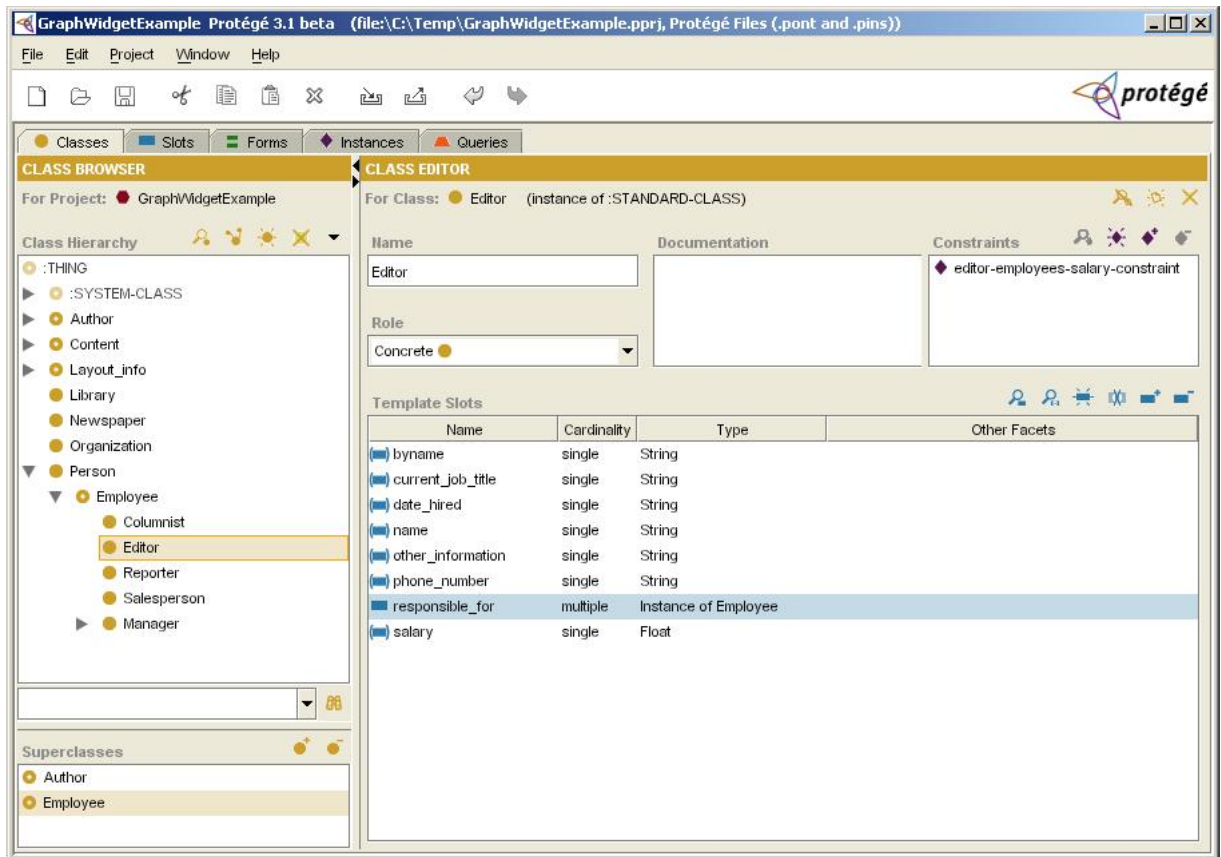 GraphWidgetExample Protégé 3.1 beta (file:\C:\Temp\GraphWidgetExample.pprj, Protégé Files (.pont and .pins))
File Edit Project Window Help
protégé
Classes Slots Forms Instances Queries
CLASS BROWSER
For Project: GraphWidgetExample
Class Hierarchy
:THING
:SYSTEM-CLASS
Author
Content
Layout_info
Library
Newspaper
Organization
Person
Employee
Columnist
Editor
Reporter
Salesperson
Manager
Superclasses
Author
Employee
CLASS EDITOR
For Class: Editor (instance of :STANDARD-CLASS)
Name Documentation Constraints
Editor
editor-employees-salary-constraint
Role
Concrete
Template Slots
Name Cardinality Type Other Facets
byname single String
current_job_title single String
date_hired single String
name single String
other_information single String
phone_number single String
responsible_for multiple Instance of Employee
salary single Float